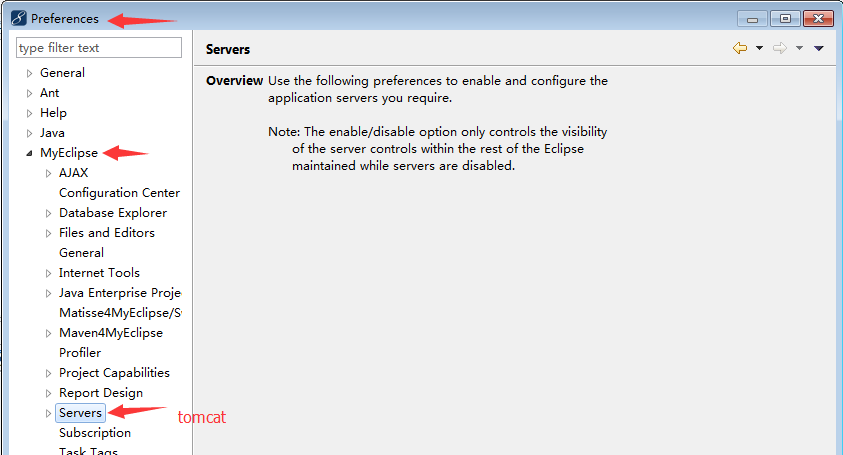 Preferences
type filter text
General
Ant
Help
Java
MyEclipse
AJAX
Configuration Center
Database Explorer
Files and Editors
General
Internet Tools
Java Enterprise Proje
Matisse4MyEclipse/S
Maven4MyEclipse
Profiler
Project Capabilities
Report Design
Servers
tomcat
Subscription
Task Tags
Servers
Overview Use the following preferences to enable and configure the
application servers you require.
Note: The enable/disable option only controls the visibility
of the server controls within the rest of the Eclipse
maintained while servers are disabled.